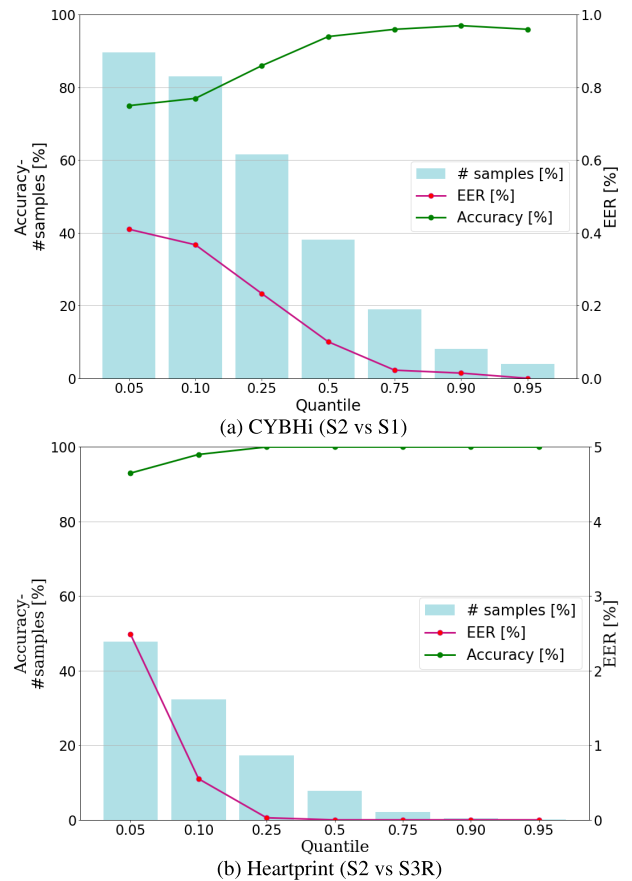 100
80
60
40
20
0
Accuracy-
#samples [%]
1.0
0.8
0.6
0.4
0.2
0.0
EER [%]
# samples [%]
EER [%]
Accuracy [%]
0.05 0.10 0.25 0.5 0.75 0.90 0.95
Quantile
(a) CYBHi (S2 vs S1)
100
80
60
40
20
0
Accuracy-
#samples [%]
5
4
3
2
1
0
EER [%]
# samples [%]
EER [%]
Accuracy [%]
0.05 0.10 0.25 0.5 0.75 0.90 0.95
Quantile
(b) Heartprint (S2 vs S3R)